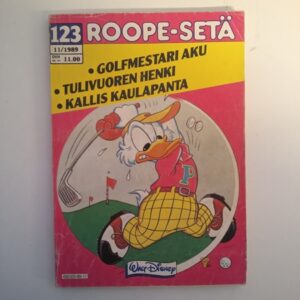 123 ROOPE-SETÄ
11/1989
11.00
• GOLFMESTARI AKU
• TULIVUOREN HENKI
• KALLIS KAULAPANTA
P
Walt Disney